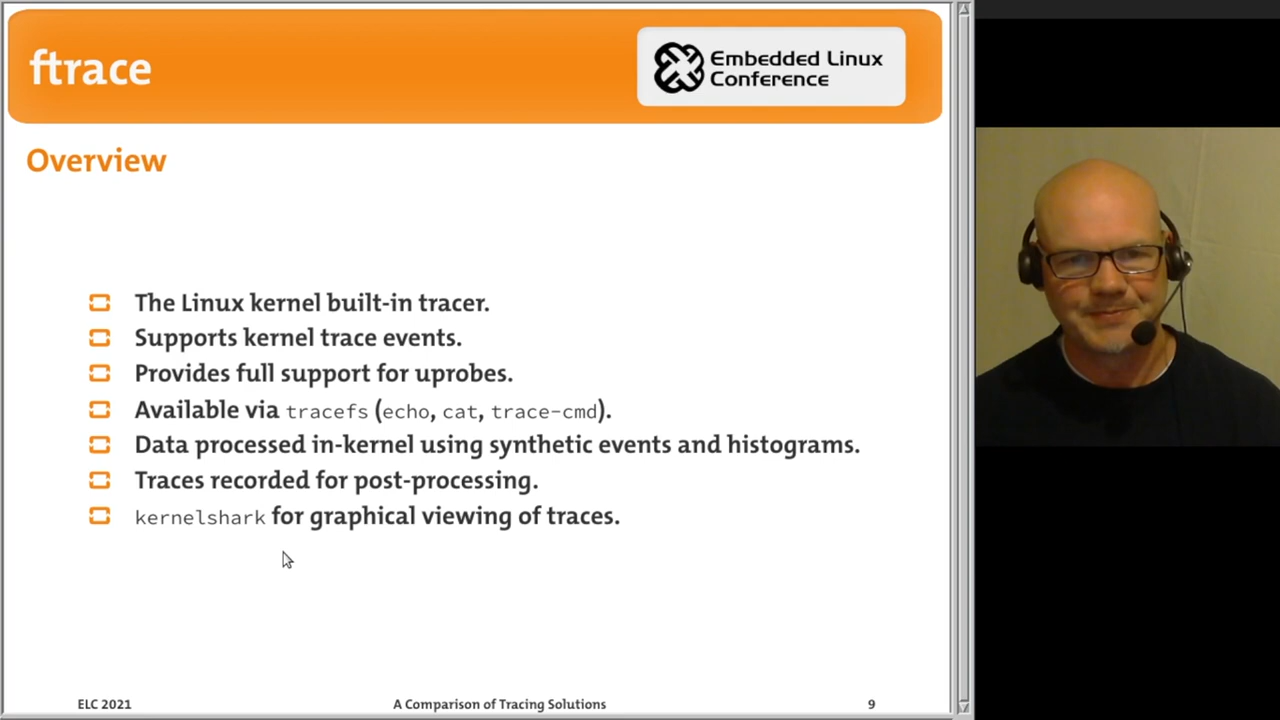 ftrace
Embedded Linux
Conference
Overview
The Linux kernel built-in tracer.
Supports kernel trace events.
Provides full support for uprobes.
Available via tracefs (echo, cat, trace-cmd).
Data processed in-kernel using synthetic events and histograms.
Traces recorded for post-processing.
kernelshark for graphical viewing of traces.
ELC 2021
A Comparison of Tracing Solutions
9